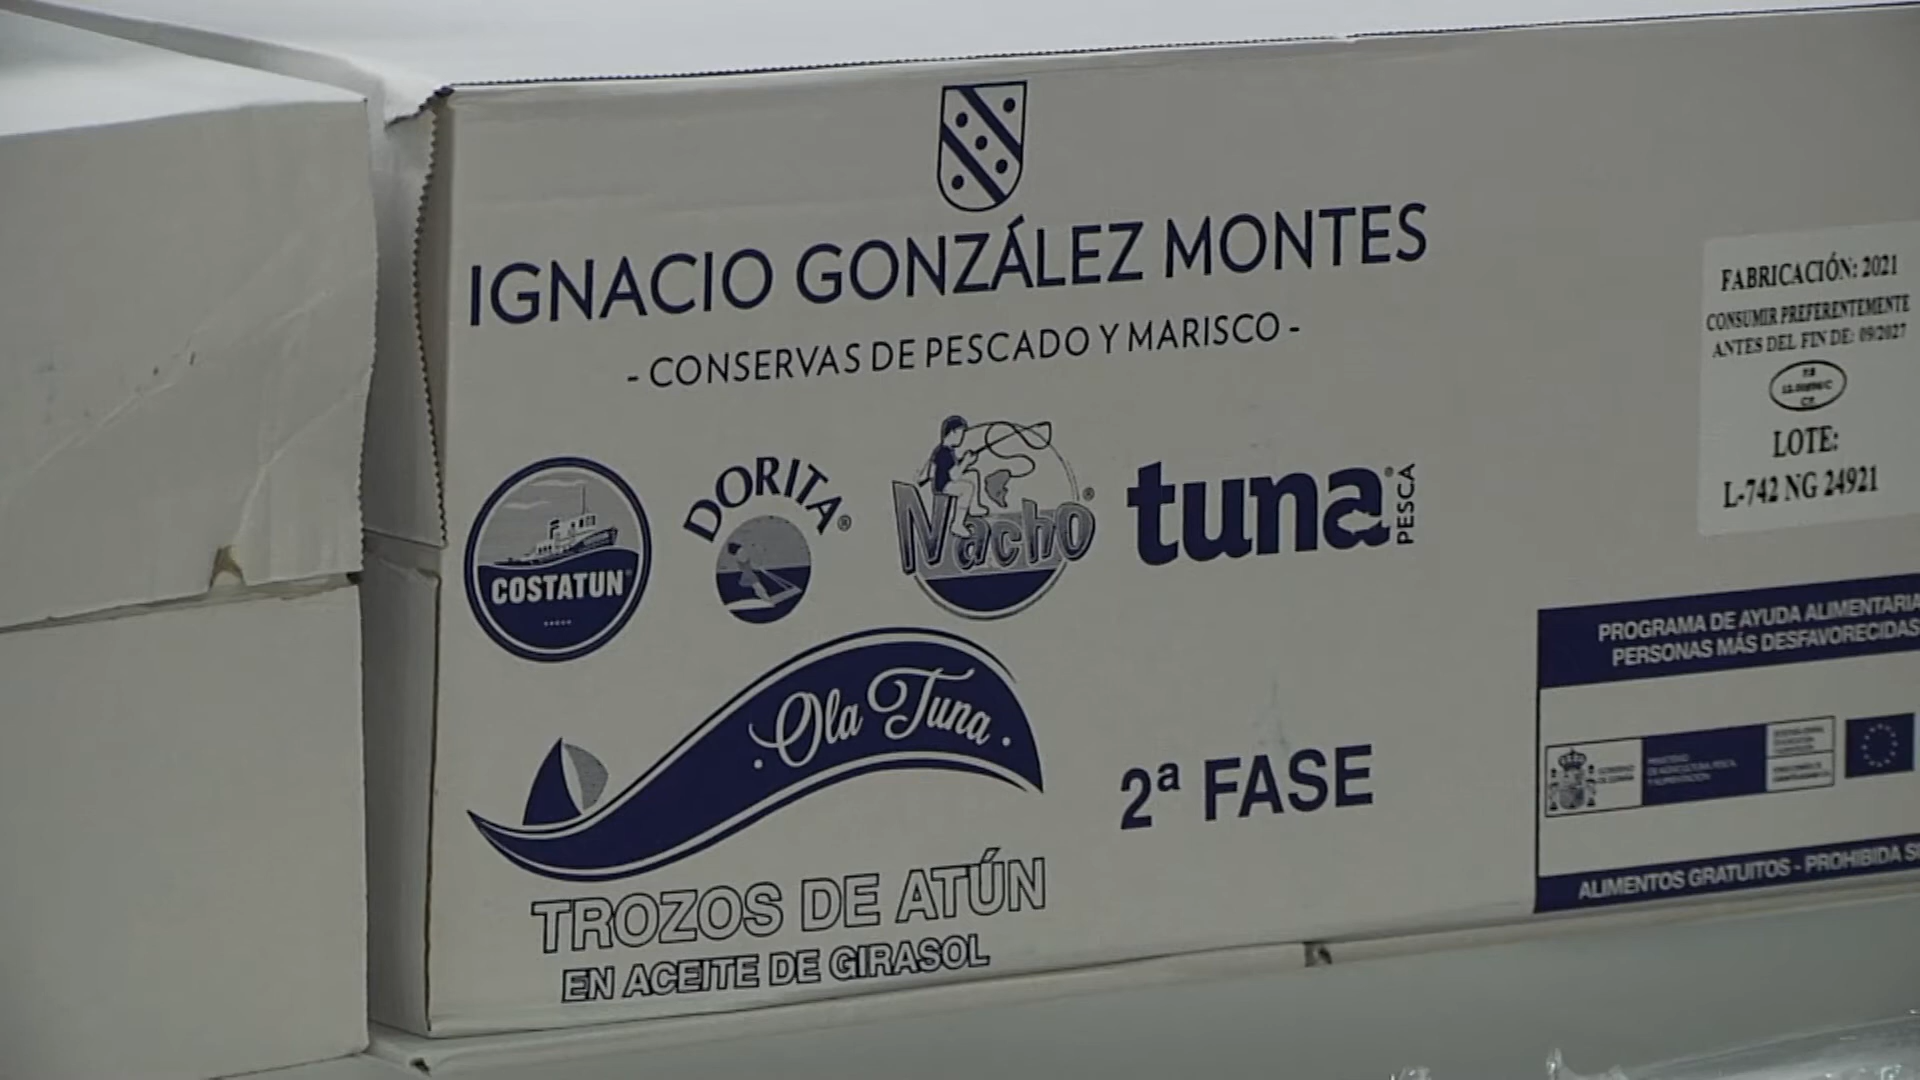 IGNACIO GONZÁLEZ MONTES
- CONSERVAS DE PESCADO Y MARISCO -
COSTATUN
DORITA®
Nacho®
tuna® PESCA
Ola Tuna
2ª FASE
TROZOS DE ATÚN
EN ACEITE DE GIRASOL
FABRICACIÓN: 2021
CONSUMIR PREFERENTEMENTE
ANTES DEL FIN DE: 09/2027
LOTE:
L-742 NG 24921
PROGRAMA DE AYUDA ALIMENTARIA
PERSONAS MÁS DESFAVORECIDAS
ALIMENTOS GRATUITOS - PROHIBIDA